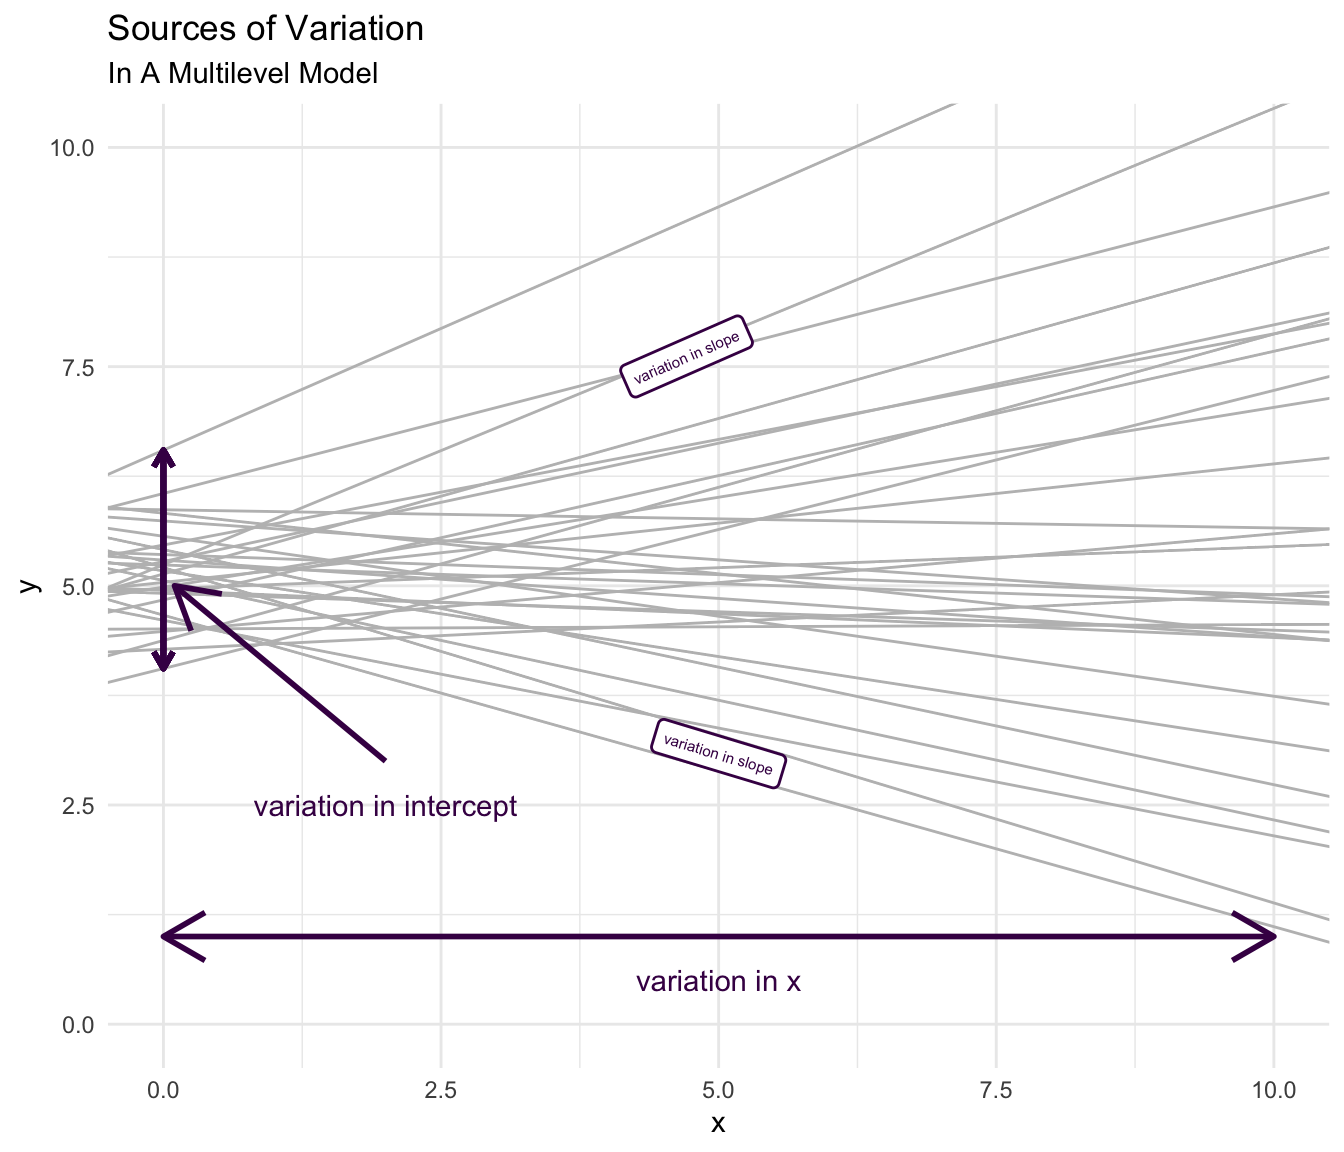 Sources of Variation
In A Multilevel Model
10.0
7.5
5.0
2.5
0.0
y
variation in slope
variation in slope
variation in intercept
variation in x
0.0 2.5 5.0 7.5 10.0
x